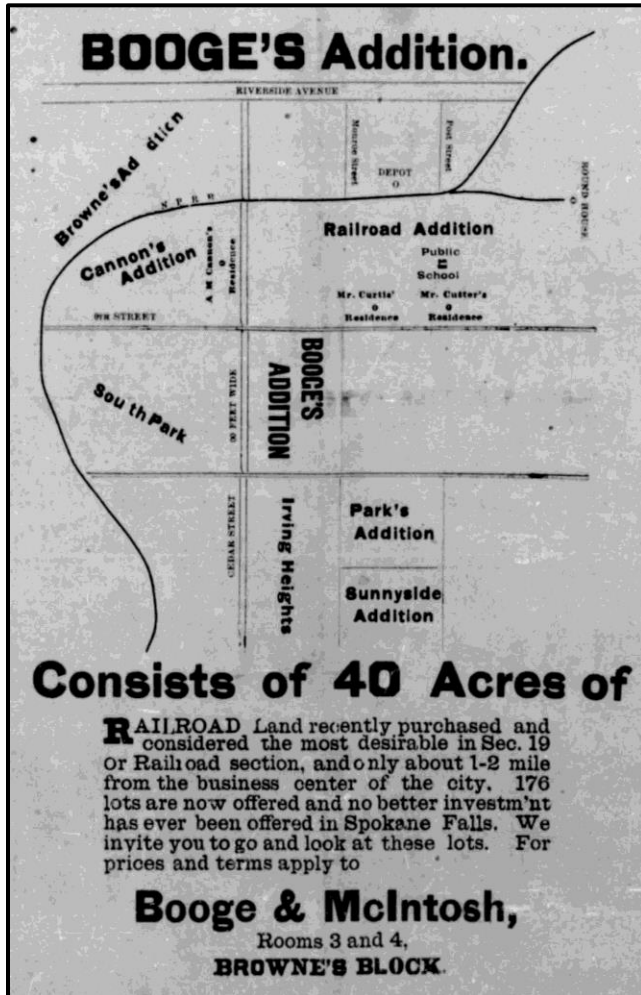 BOOGE'S Addition.
RIVERSIDE AVENUE
Browne's Ad dition
Monroe Street
Post Street
DEPOT
ROUND HOUSE
N P R R
Cannon's
Addition
A M Cannon's
Residence
Railroad Addition
Public
School
Mr. Curtis'
Residence
Mr. Cutter's
Residence
9TH STREET
BOOGE'S
ADDITION
South Park
FEET WIDE
CEDAR STREET
Irving Heights
Park's
Addition
Sunnyside
Addition
Consists of 40 Acres of
RAILROAD Land recently purchased and
considered the most desirable in Sec. 19
or Railroad section, and only about 1-2 mile
from the business center of the city. 176
lots are now offered and no better investm'nt
has ever been offered in Spokane Falls. We
invite you to go and look at these lots. For
prices and terms apply to
Booge & McIntosh,
Rooms 3 and 4,
BROWNE'S BLOCK.